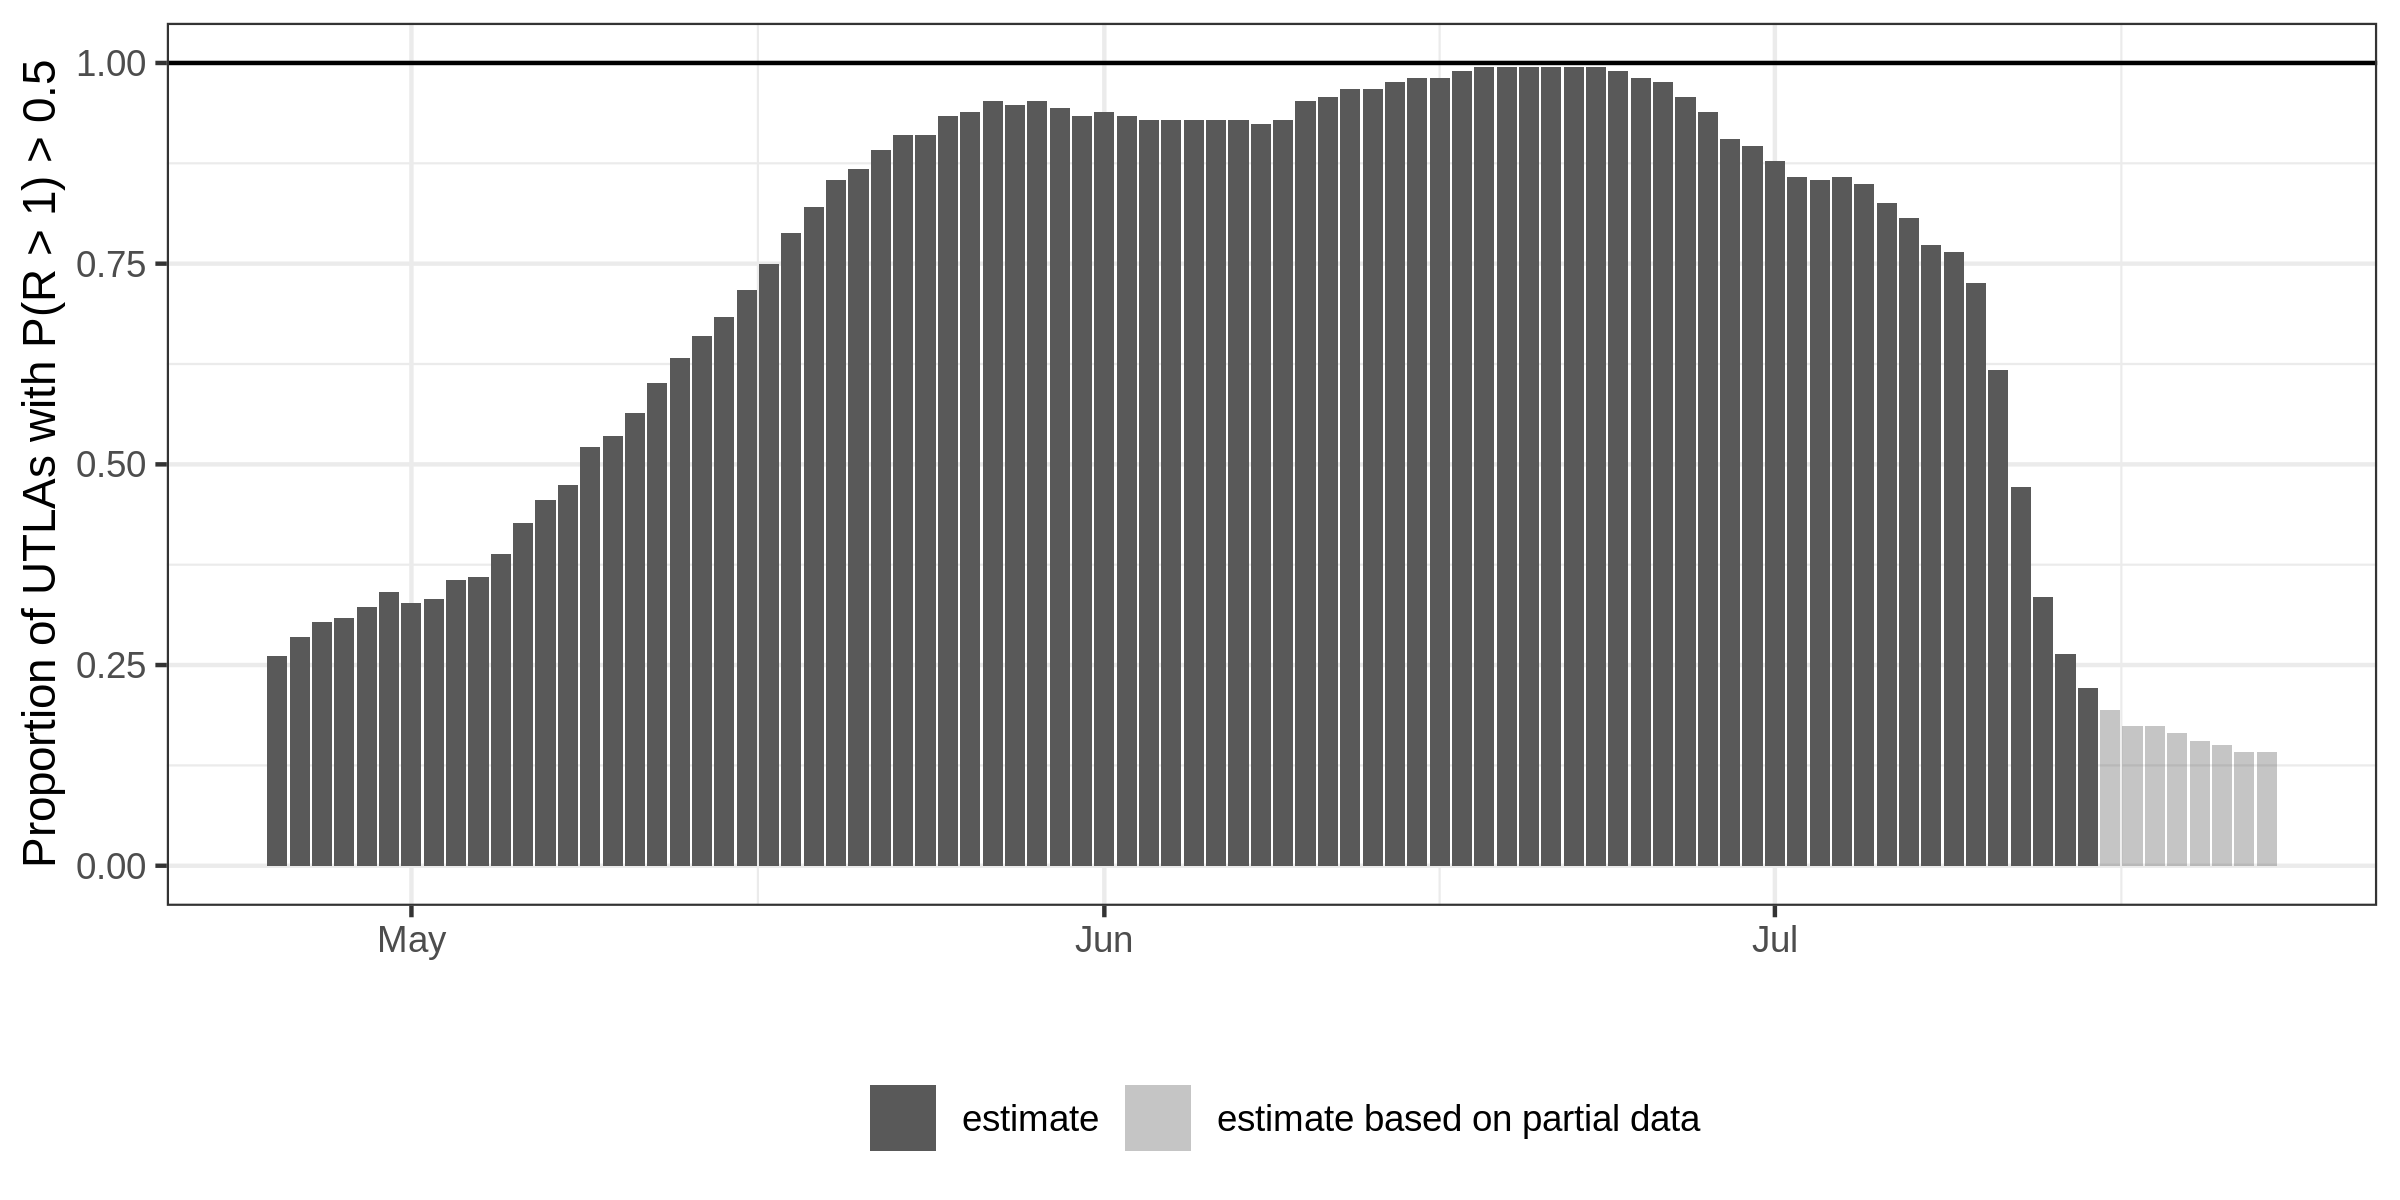 Proportion of UTLAs with P(R > 1) > 0.5
1.00
0.75
0.50
0.25
0.00
May Jun Jul
estimate estimate based on partial data